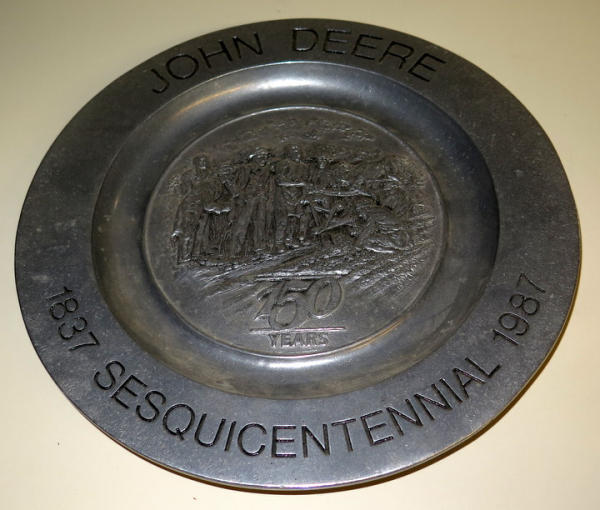 JOHN DEERE
150
YEARS
1837 SESQUICENTENNIAL 1987